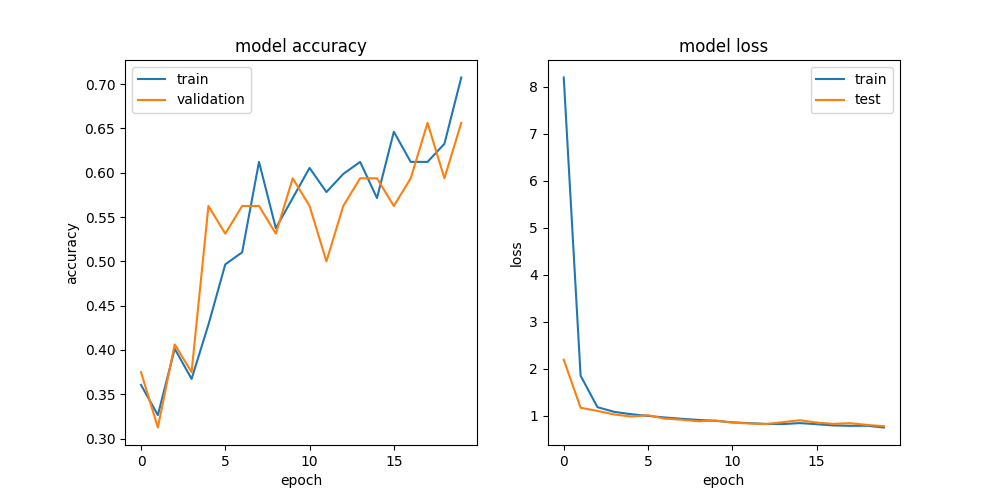 model accuracy
train
validation
0.70
0.65
0.60
0.55
0.50
0.45
0.40
0.35
0.30
accuracy
0 5 10 15
epoch
model loss
train
test
8
7
6
5
4
3
2
1
loss
0 5 10 15
epoch